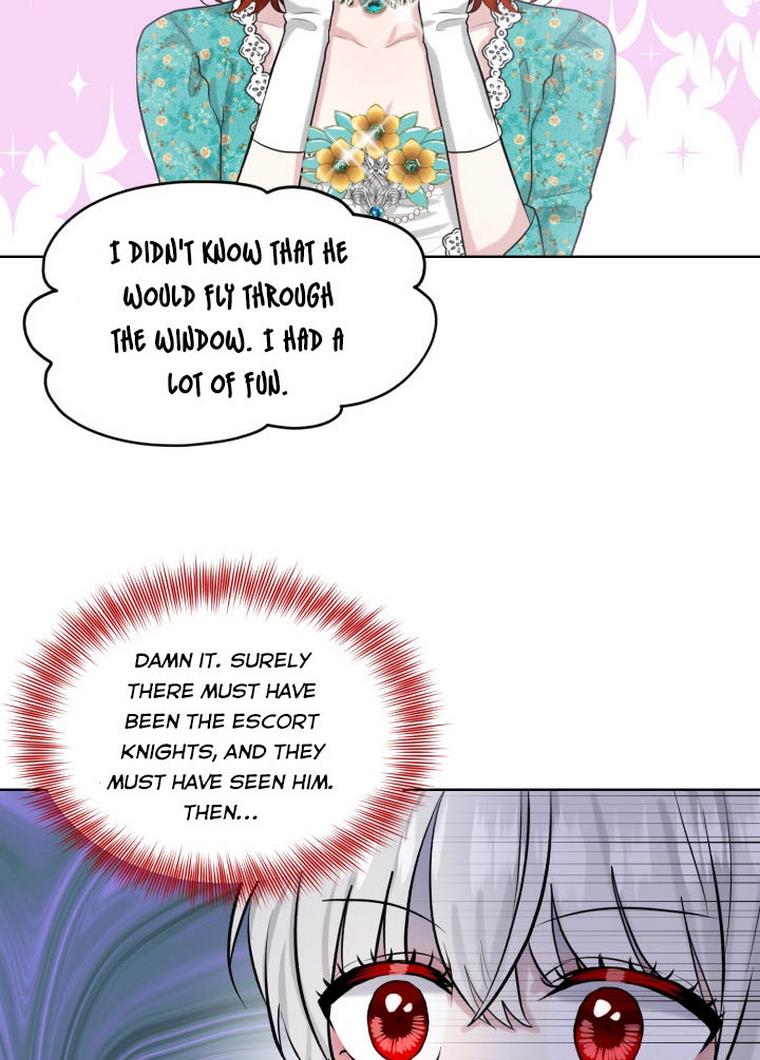 I DIDN'T KNOW THAT HE
WOULD FLY THROUGH
THE WINDOW. I HAD A
LOT OF FUN.
DAMN IT. SURELY
THERE MUST HAVE
BEEN THE ESCORT
KNIGHTS, AND THEY
MUST HAVE SEEN HIM.
THEN...